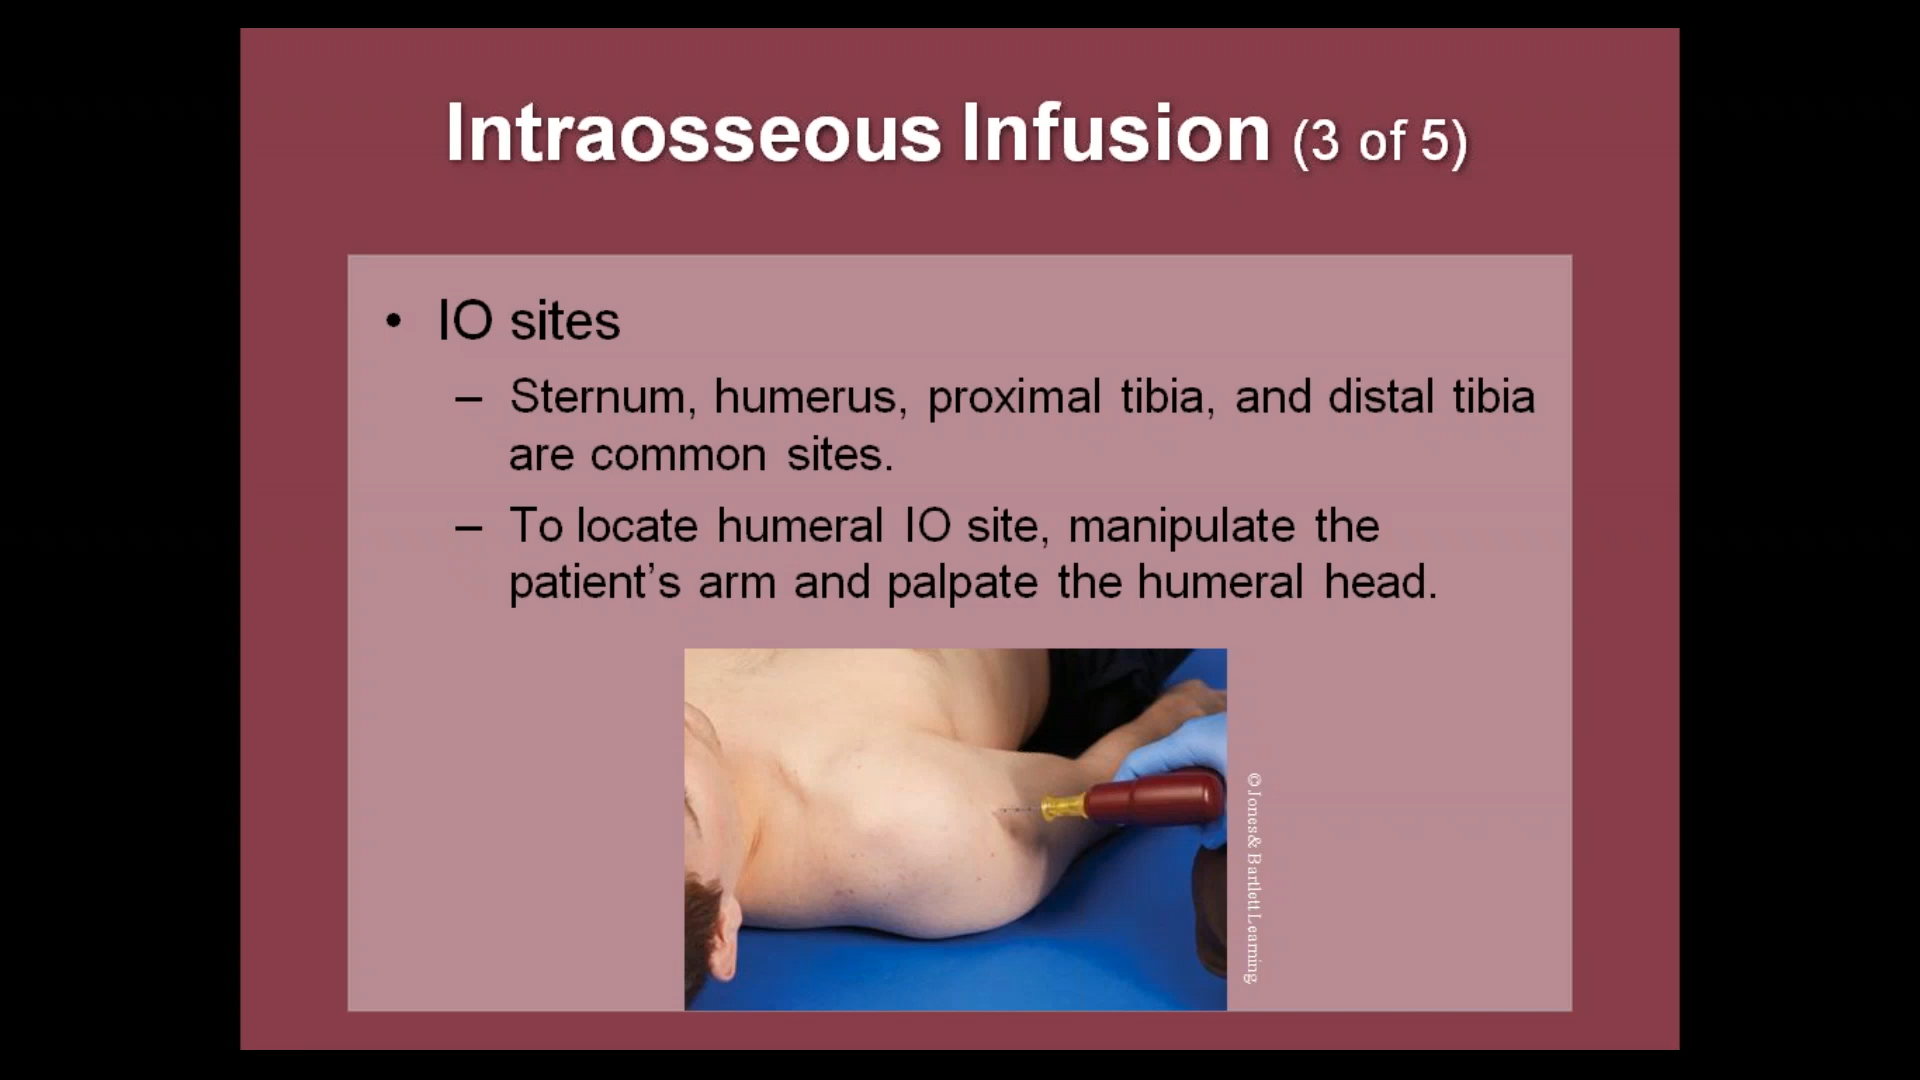 Intraosseous Infusion (3 of 5)
• IO sites
– Sternum, humerus, proximal tibia, and distal tibia
are common sites.
– To locate humeral IO site, manipulate the
patient’s arm and palpate the humeral head.
© Jones & Bartlett Learning